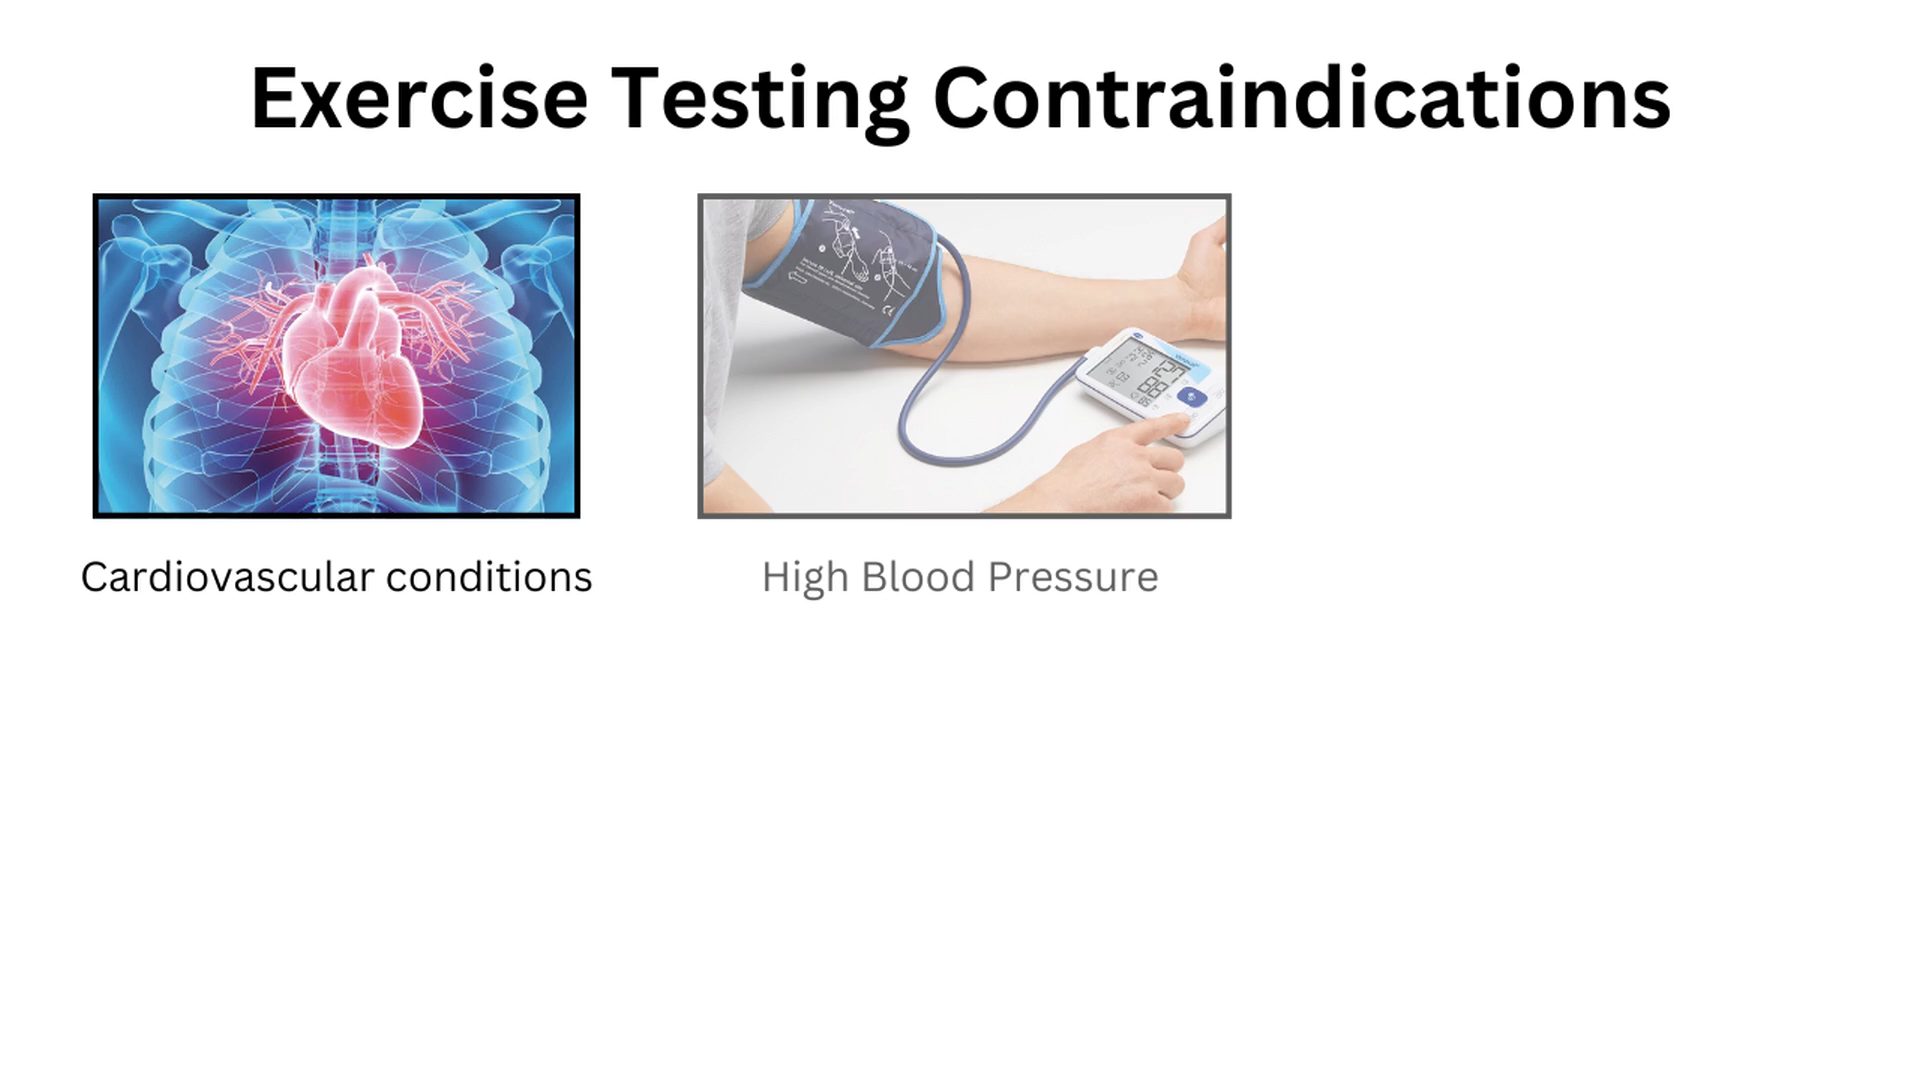 Exercise Testing Contraindications
Cardiovascular conditions
High Blood Pressure